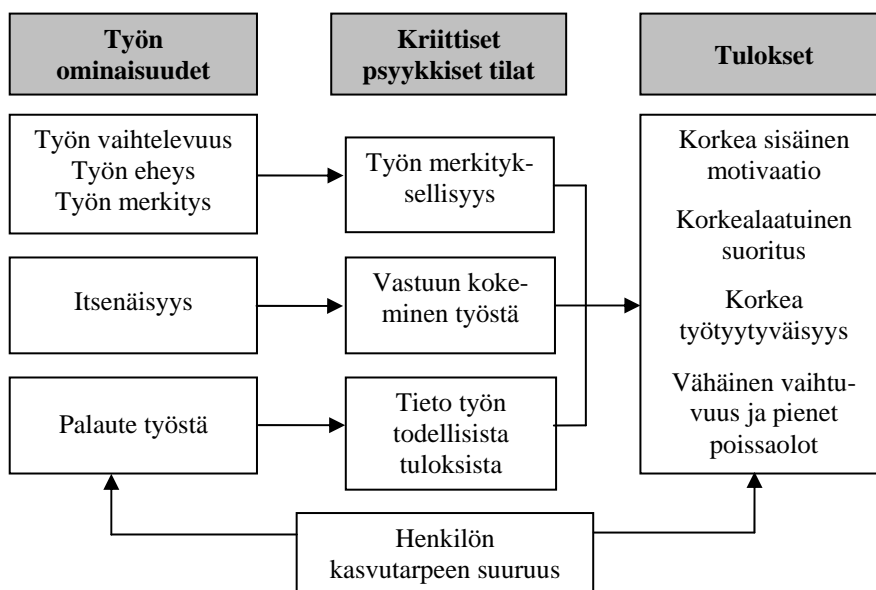 Työn
ominaisuudet
Kriittiset
psyykkiset tilat
Tulokset
Työn vaihtelevuus
Työn eheys
Työn merkitys
Työn merkityk-
sellisyys
Korkea sisäinen
motivaatio
Korkealaatuinen
suoritus
Korkea
työtyytyväisyys
Vähäinen vaihtu-
vuus ja pienet
poissaolot
Itsenäisyys
Vastuun koke-
minen työstä
Palaute työstä
Tieto työn
todellisista
tuloksista
Henkilön
kasvutarpeen suuruus